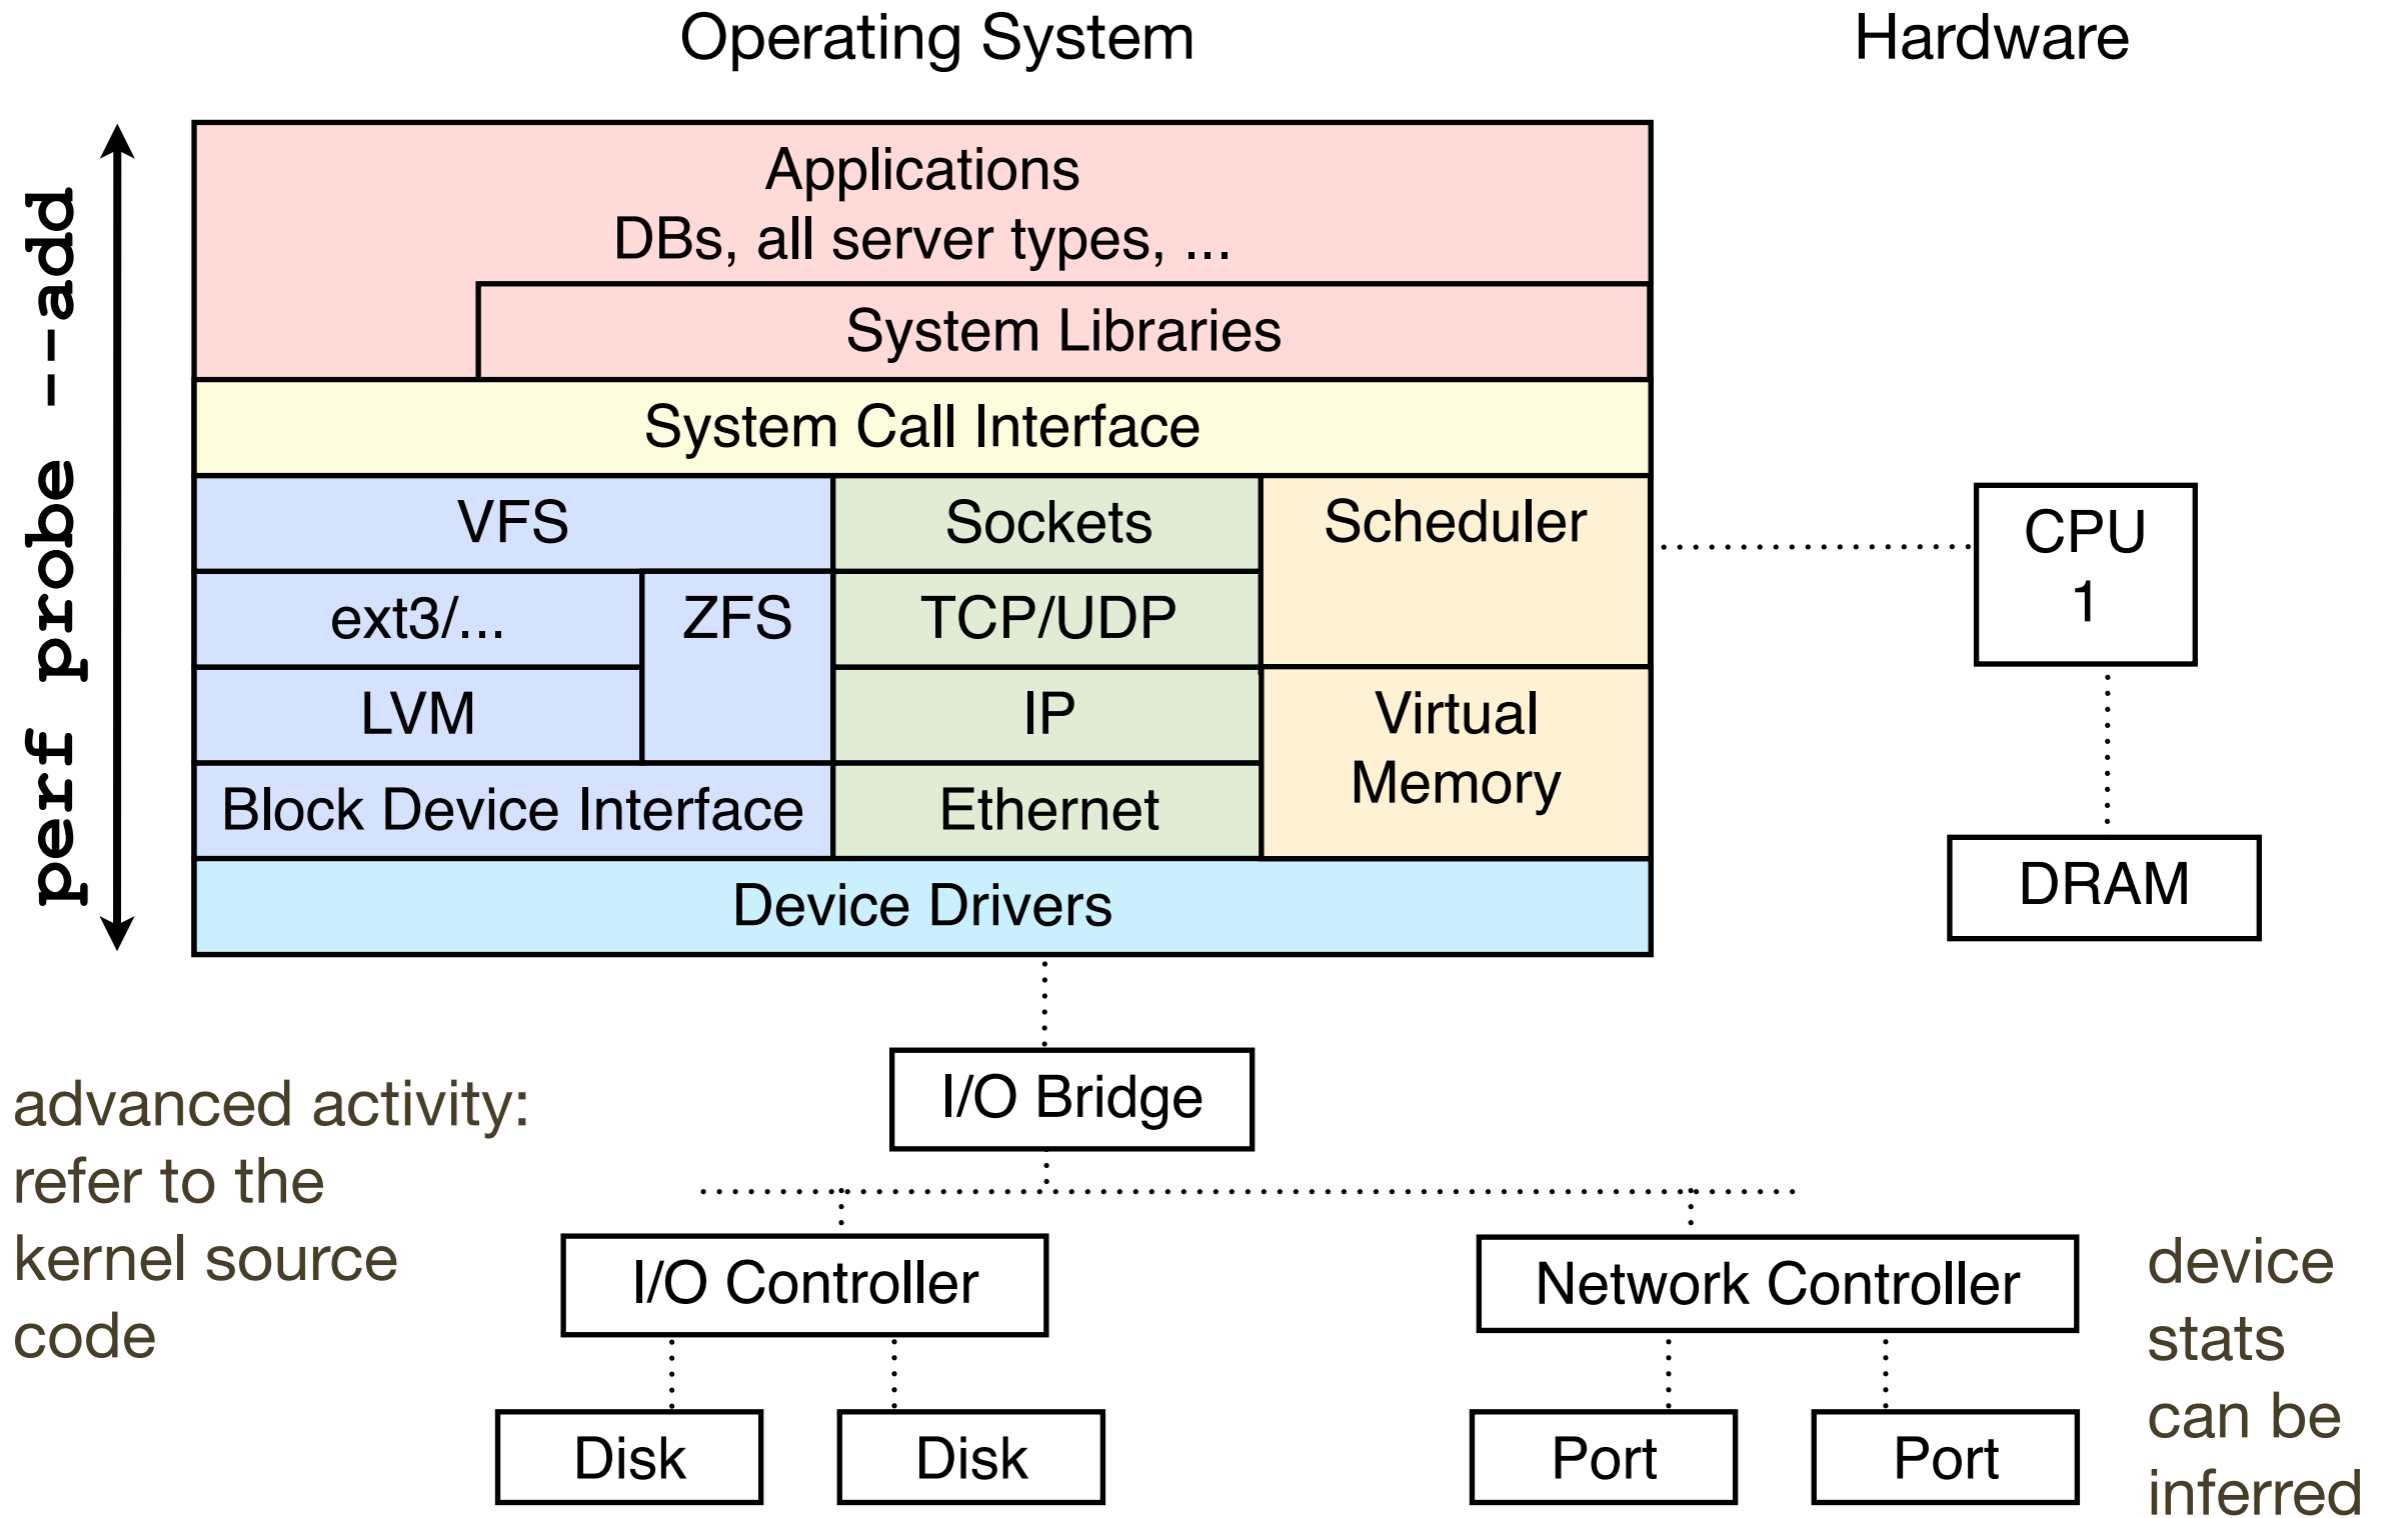 Operating System
Hardware
perf probe --add
Applications
DBs, all server types, ...
System Libraries
System Call Interface
VFS
Sockets
Scheduler
CPU
1
ext3/...
ZFS
TCP/UDP
LVM
IP
Virtual
Memory
Block Device Interface
Ethernet
DRAM
Device Drivers
I/O Bridge
advanced activity:
refer to the
kernel source
code
I/O Controller
Network Controller
device
stats
can be
inferred
Disk
Disk
Port
Port